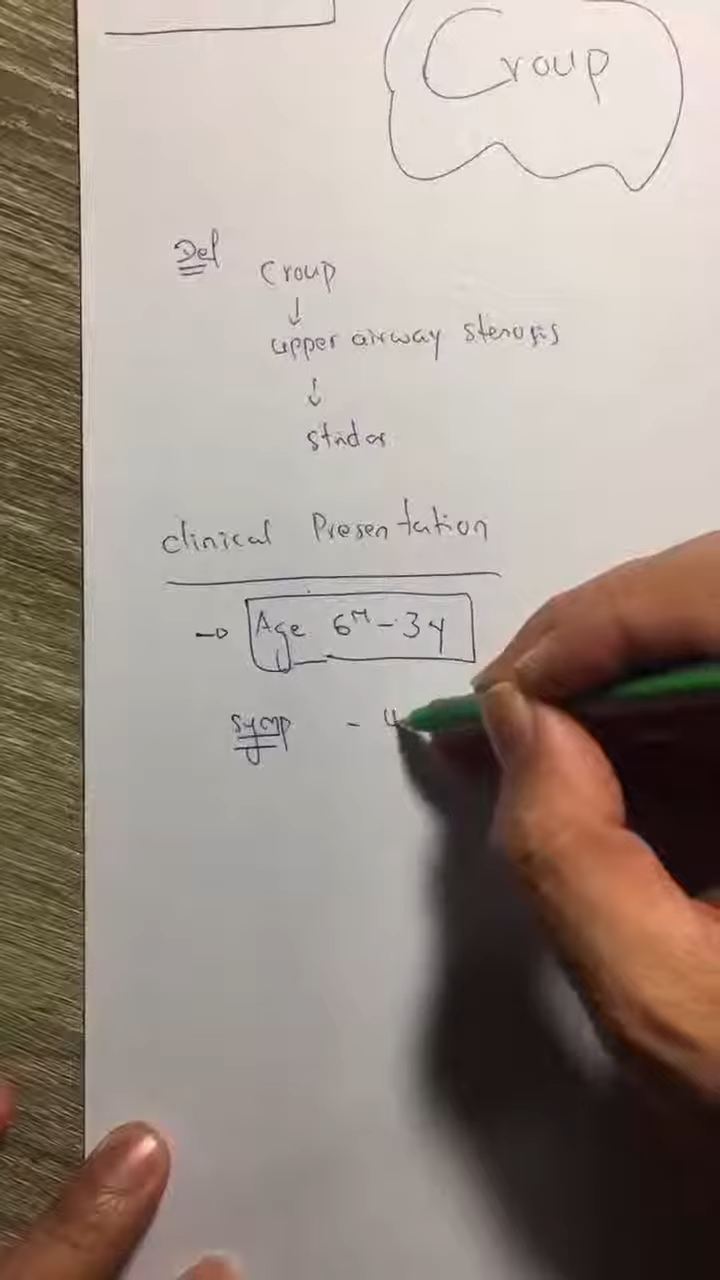 Croup
Def
Croup
↓
upper airway stenosis
↓
stridor
clinical Presentation
→ Age 6M - 3y
Symp -